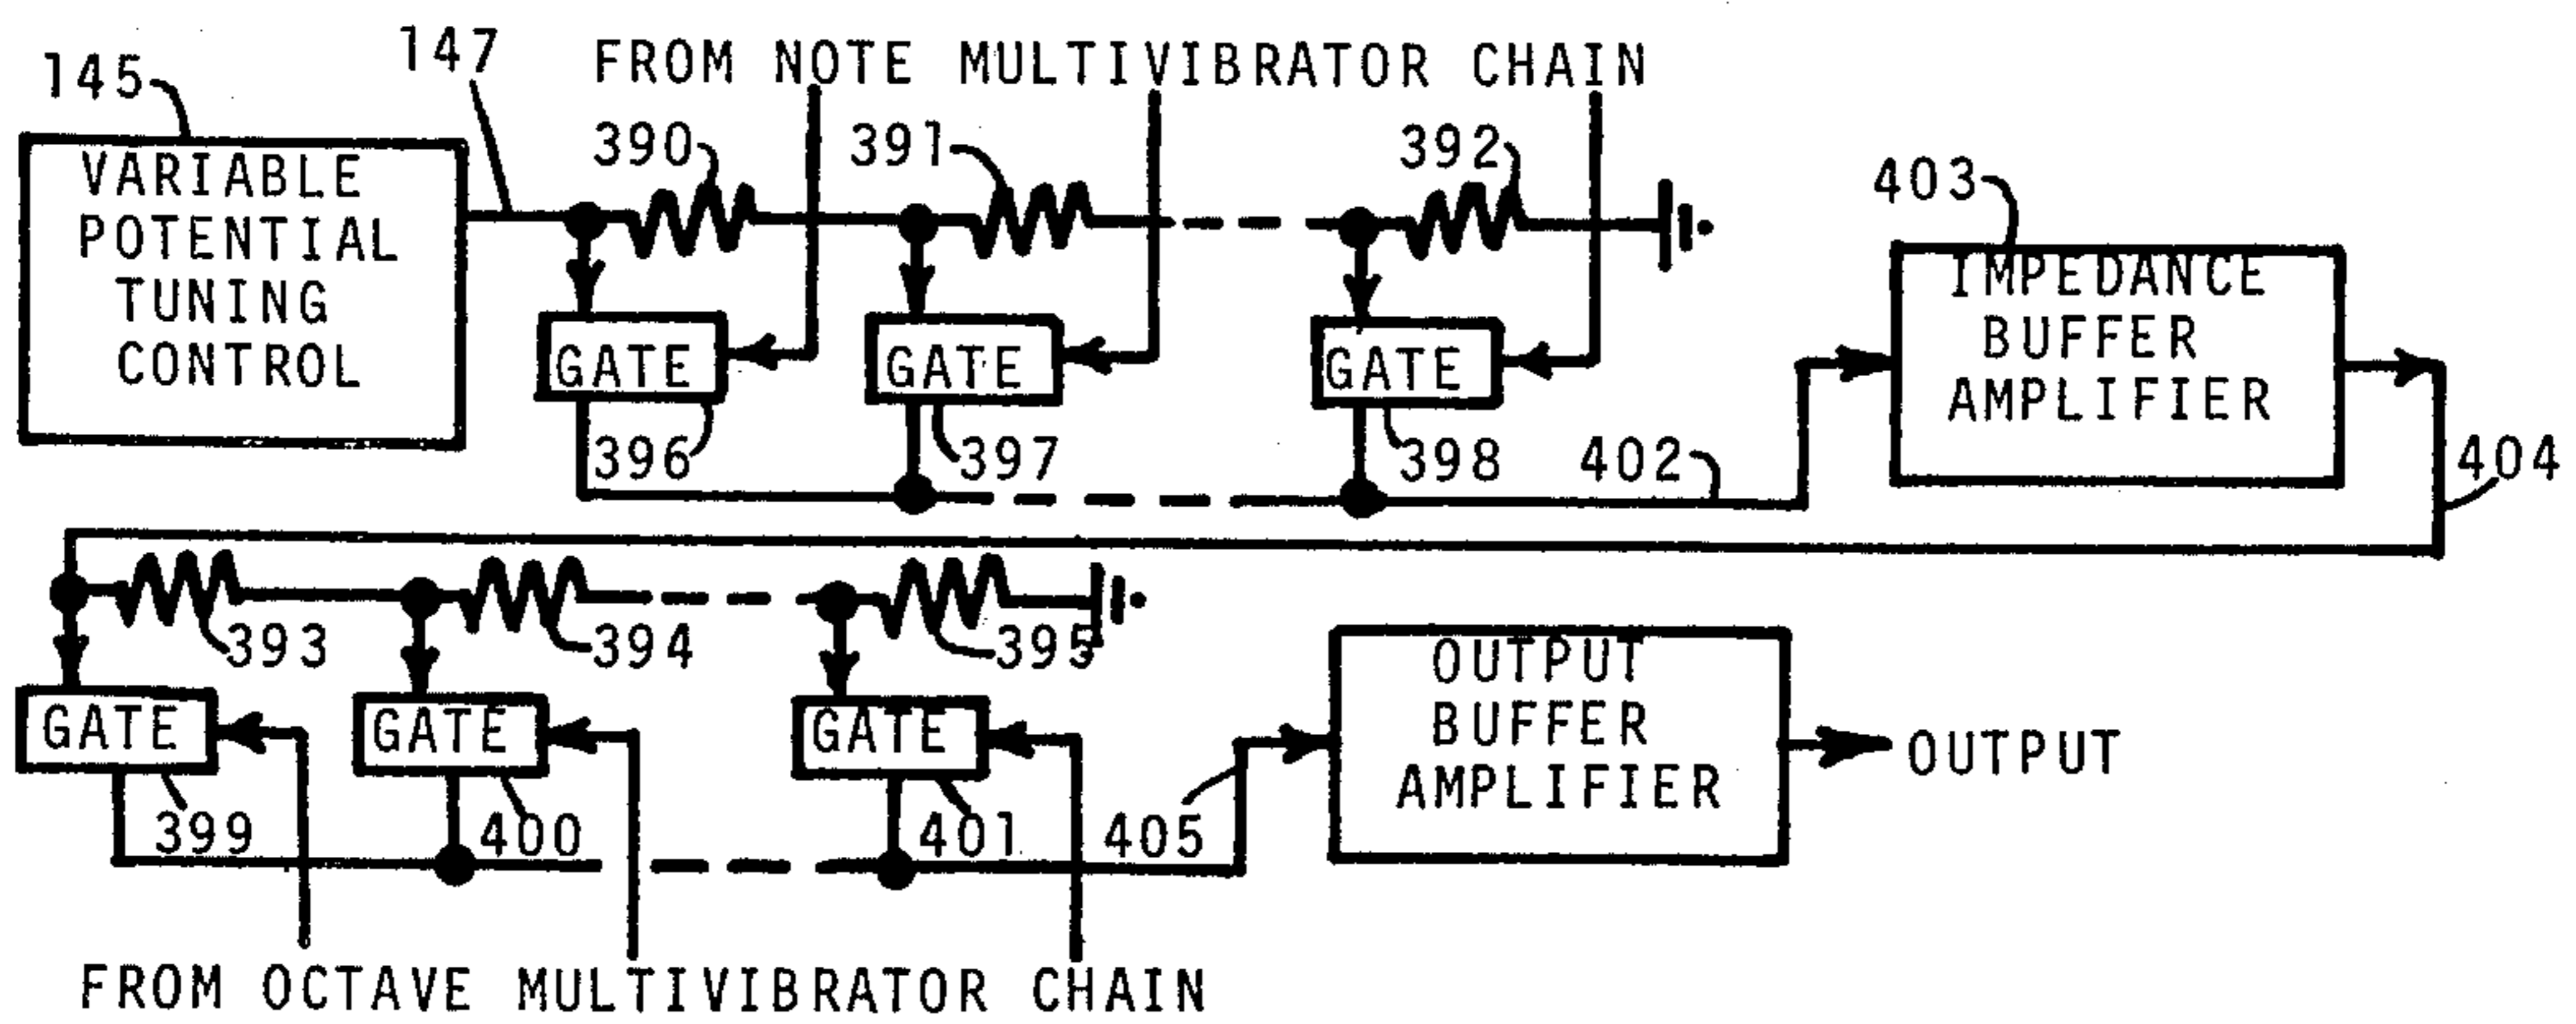 145
147
FROM NOTE MULTIVIBRATOR CHAIN
390
391
392
403
VARIABLE
POTENTIAL
TUNING
CONTROL
GATE
GATE
GATE
IMPEDANCE
BUFFER
AMPLIFIER
396
397
398
402
404
393
394
395
GATE
GATE
GATE
OUTPUT
BUFFER
AMPLIFIER
OUTPUT
399
400
401
405
FROM OCTAVE MULTIVIBRATOR CHAIN